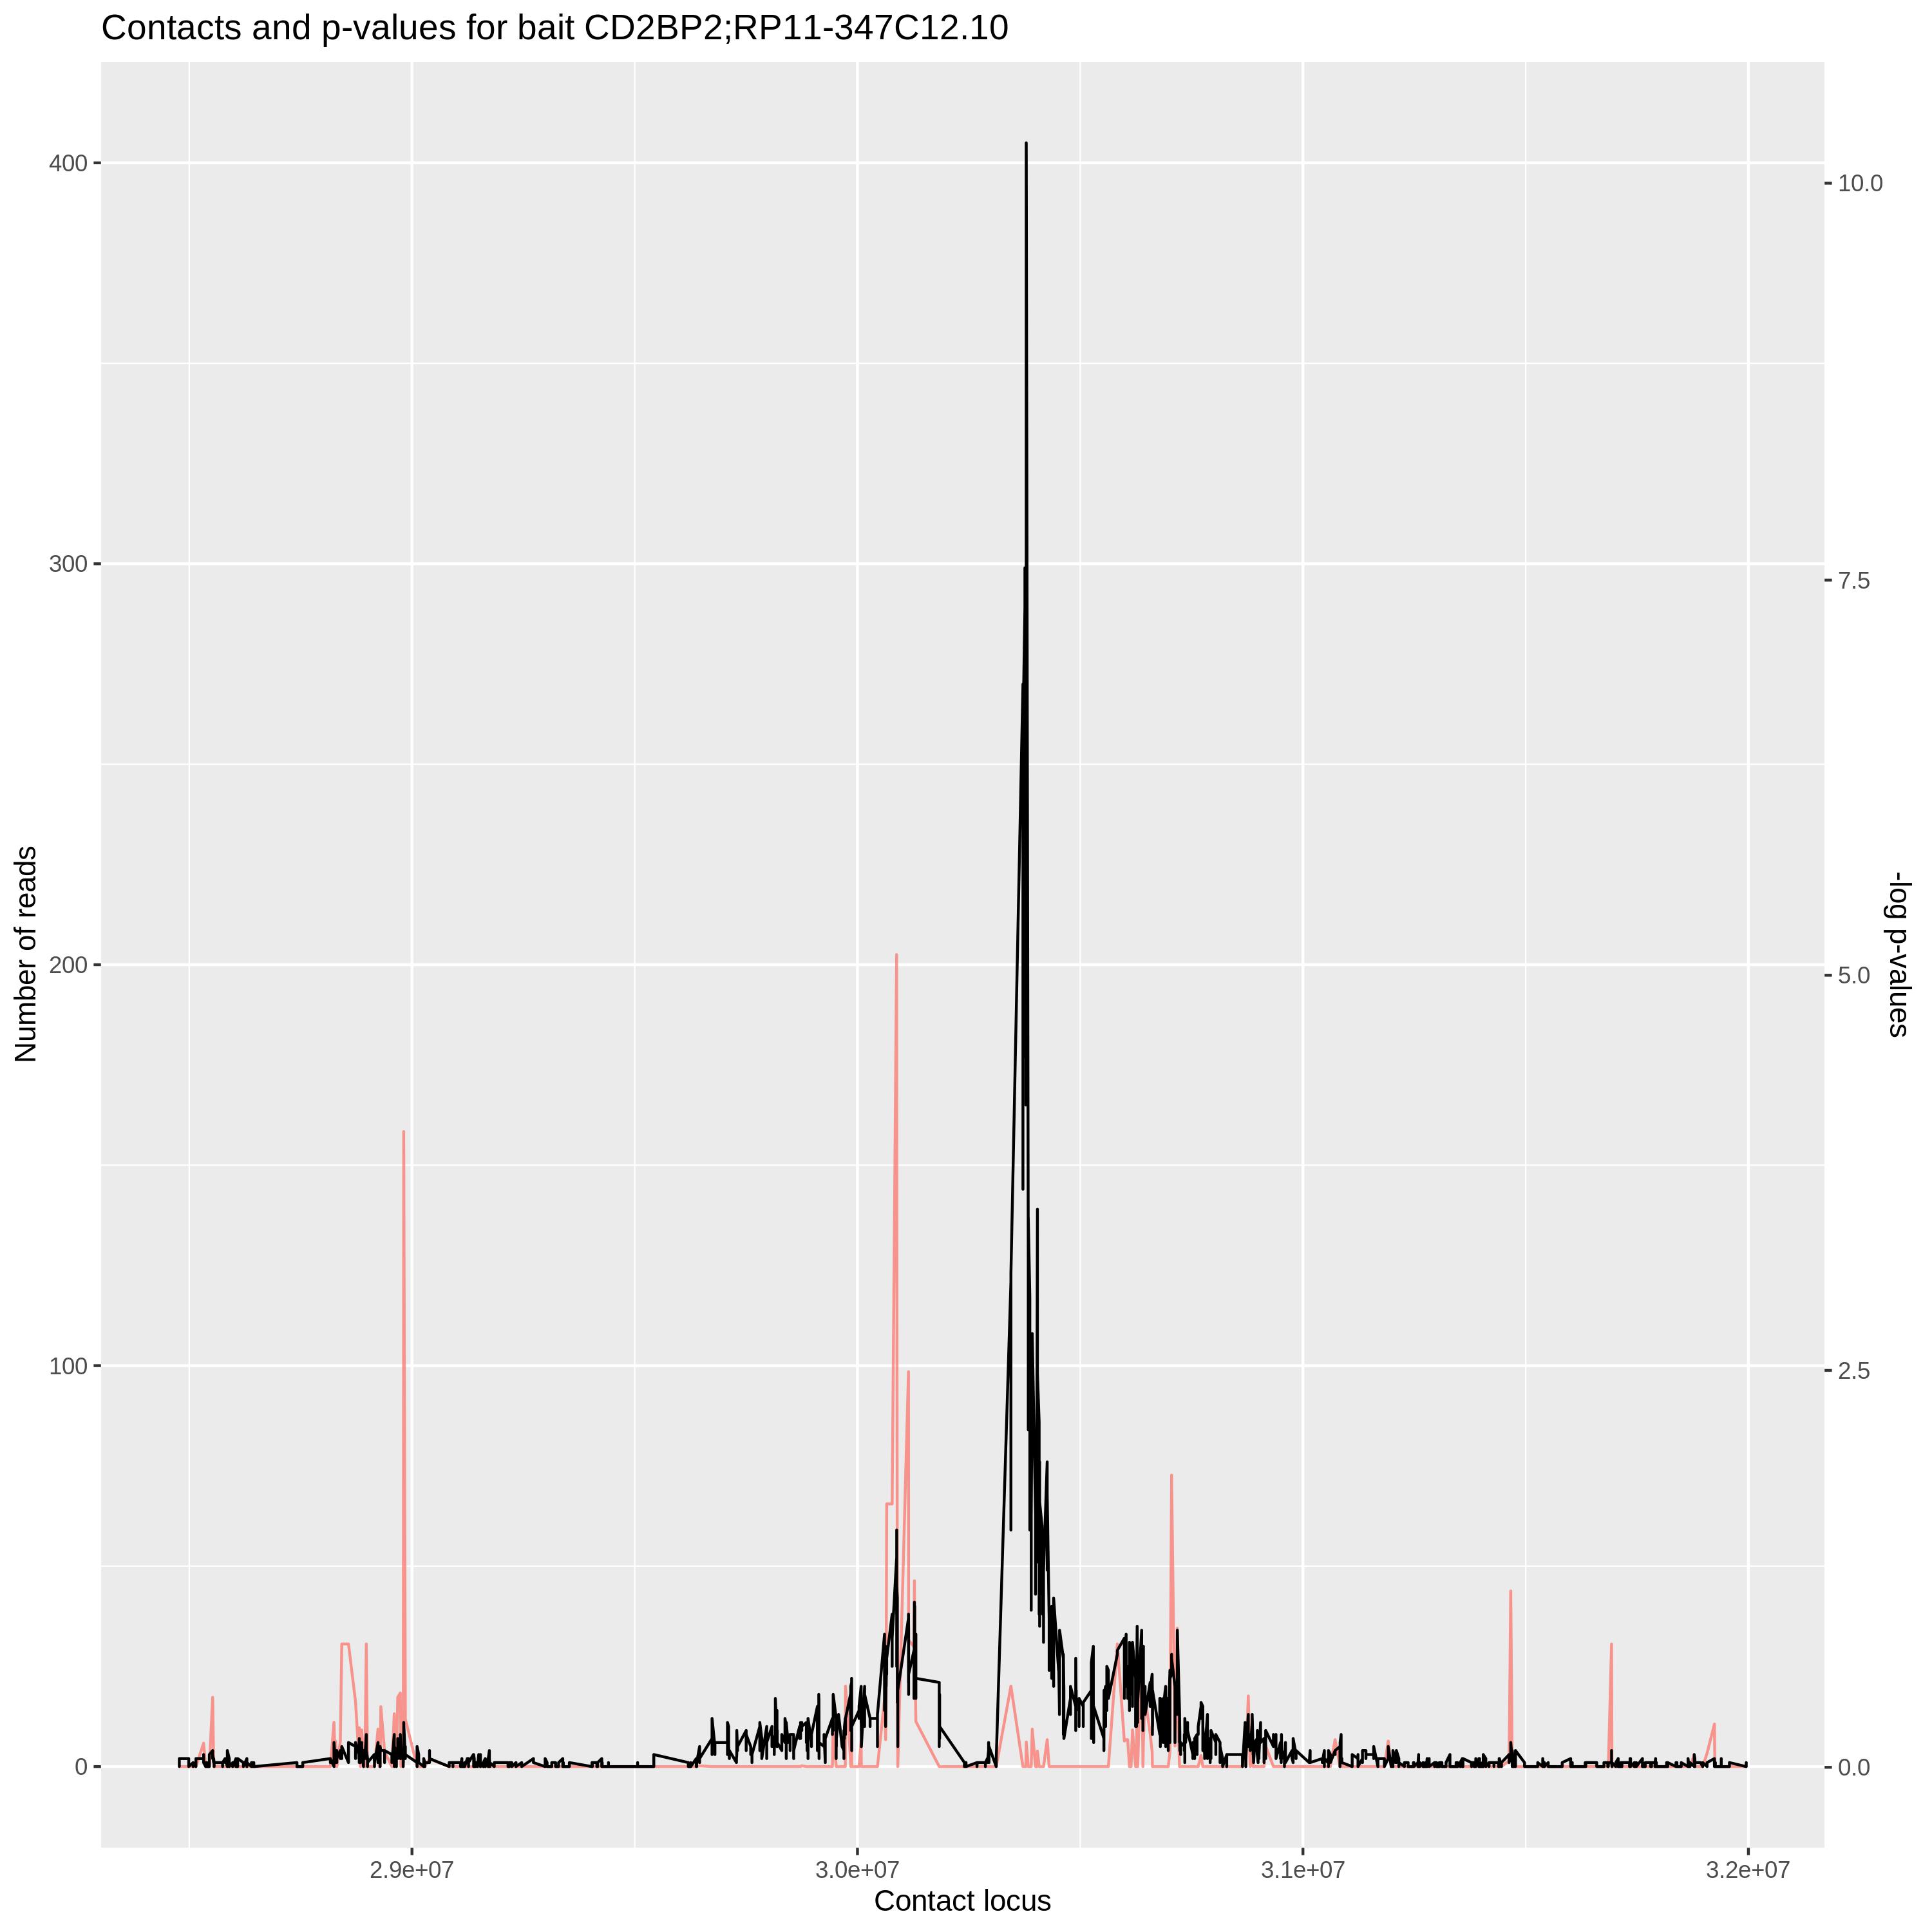 Contacts and p-values for bait CD2BP2;RP11-347C12.10
400
300
200
100
0
Number of reads
10.0
7.5
5.0
2.5
0.0
-log p-values
2.9e+07
3.0e+07
3.1e+07
3.2e+07
Contact locus